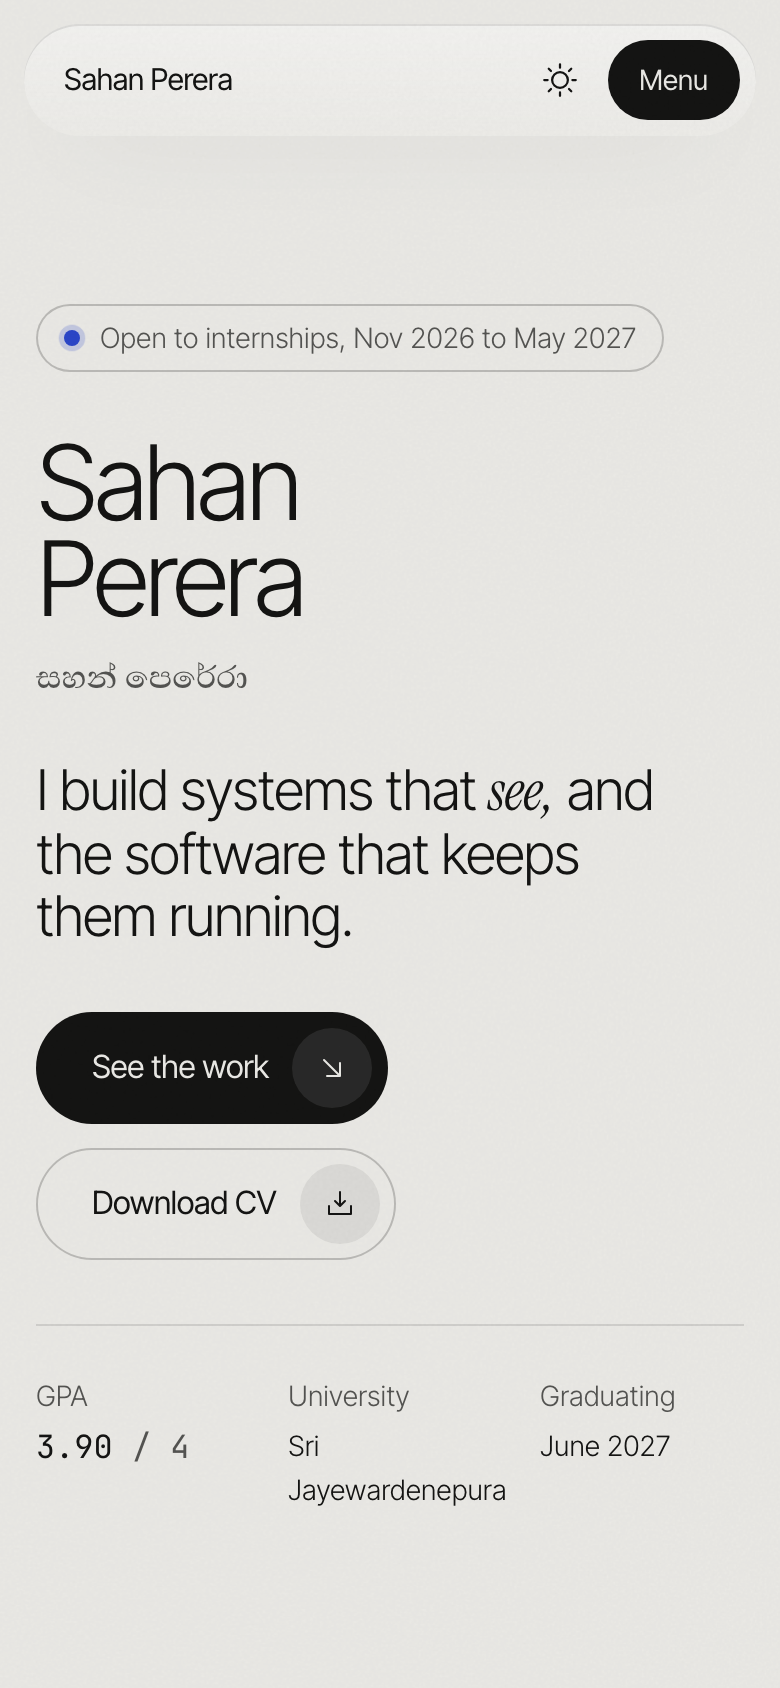 Sahan Perera
Menu
Open to internships, Nov 2026 to May 2027
Sahan
Perera
සහන් පෙරේරා
I build systems that see, and
the software that keeps
them running.
See the work
Download CV
GPA
3.90 / 4
University
Sri
Jayewardenepura
Graduating
June 2027